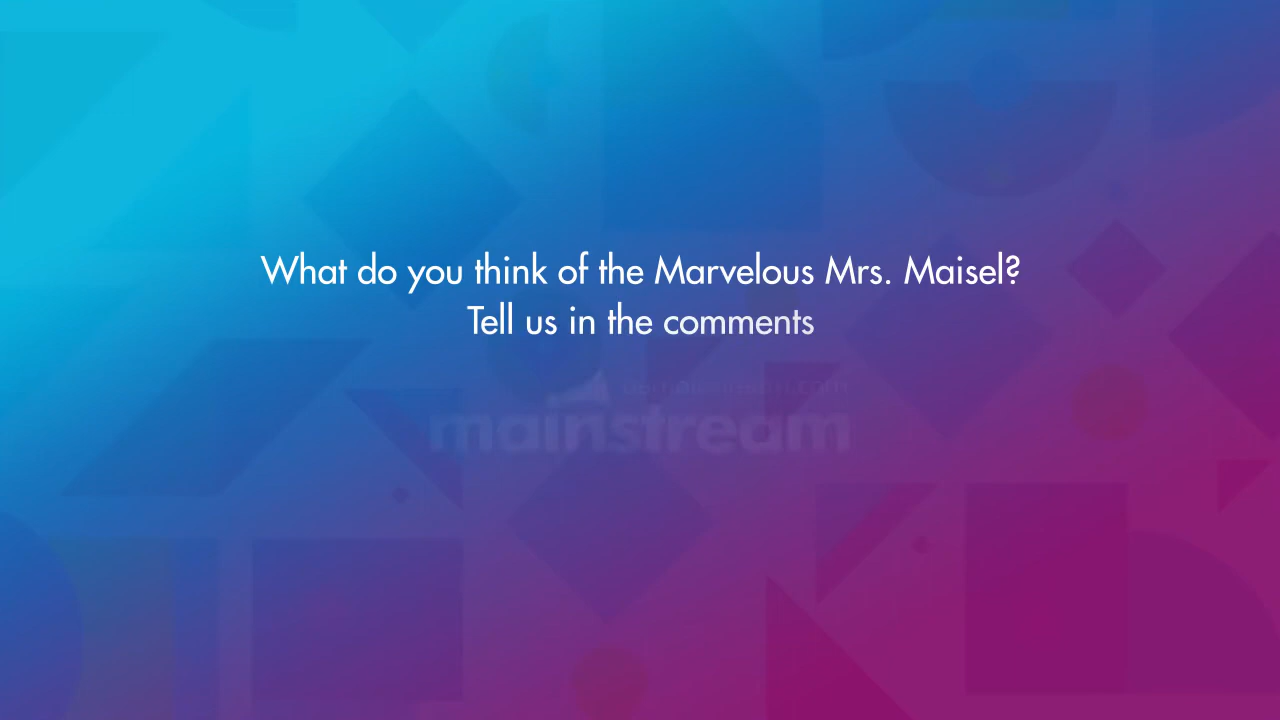 What do you think of the Marvelous Mrs. Maisel?
Tell us in the comments
mainstream